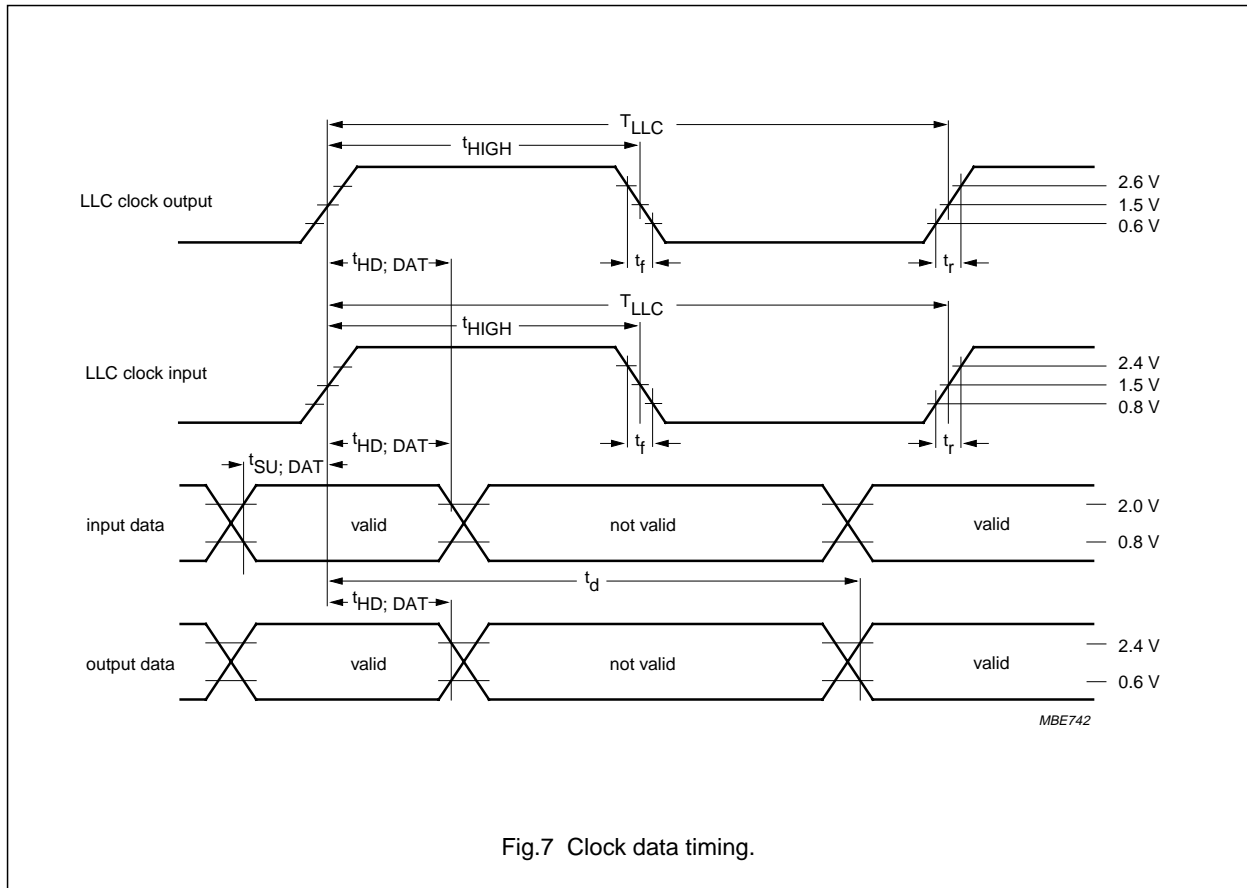 T_LLC
t_HIGH
LLC clock output
2.6 V
1.5 V
0.6 V
t_HD; DAT
t_f
t_r
T_LLC
t_HIGH
LLC clock input
2.4 V
1.5 V
0.8 V
t_HD; DAT
t_f
t_r
t_SU; DAT
input data
valid
not valid
valid
2.0 V
0.8 V
t_d
t_HD; DAT
output data
valid
not valid
valid
2.4 V
0.6 V
MBE742
Fig.7 Clock data timing.